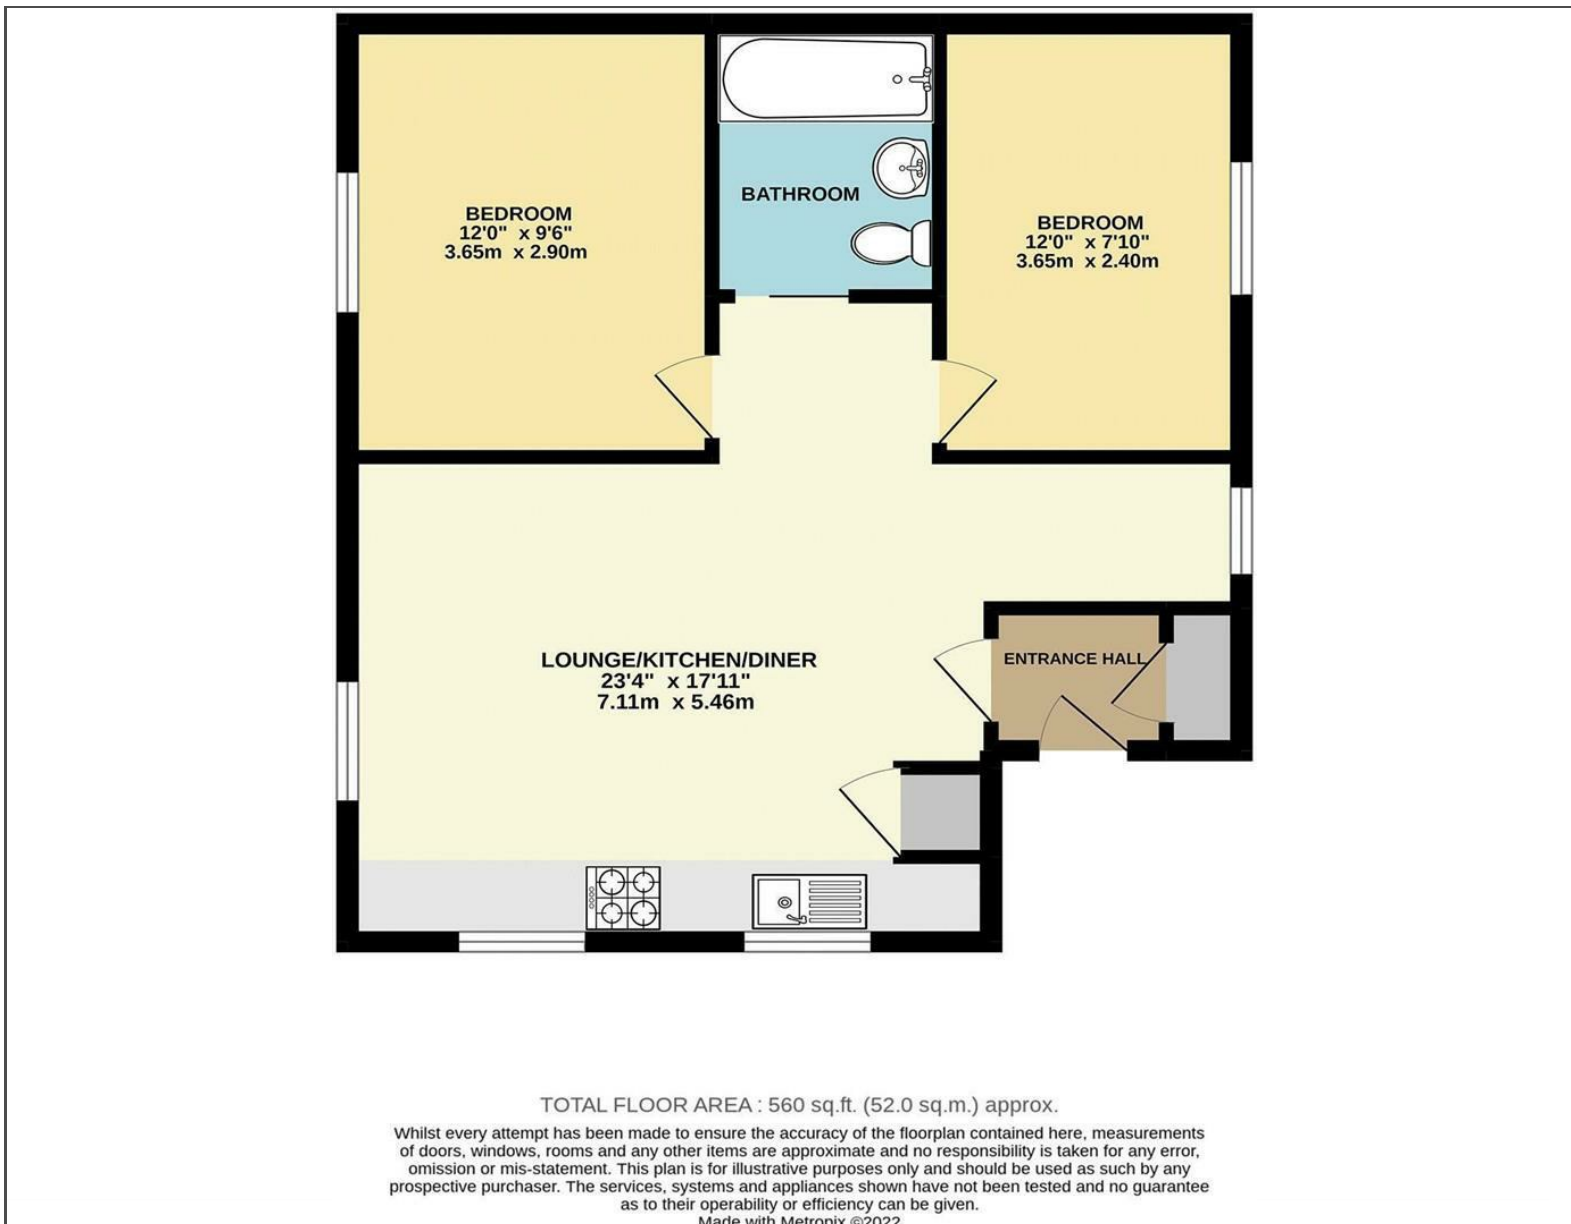 BATHROOM
BEDROOM
12'0" x 9'6"
3.65m x 2.90m
BEDROOM
12'0" x 7'10"
3.65m x 2.40m
LOUNGE/KITCHEN/DINER
23'4" x 17'11"
7.11m x 5.46m
ENTRANCE HALL
TOTAL FLOOR AREA : 560 sq.ft. (52.0 sq.m.) approx.
Whilst every attempt has been made to ensure the accuracy of the floorplan contained here, measurements
of doors, windows, rooms and any other items are approximate and no responsibility is taken for any error,
omission or mis-statement. This plan is for illustrative purposes only and should be used as such by any
prospective purchaser. The services, systems and appliances shown have not been tested and no guarantee
as to their operability or efficiency can be given.
Made with Metropix ©2022